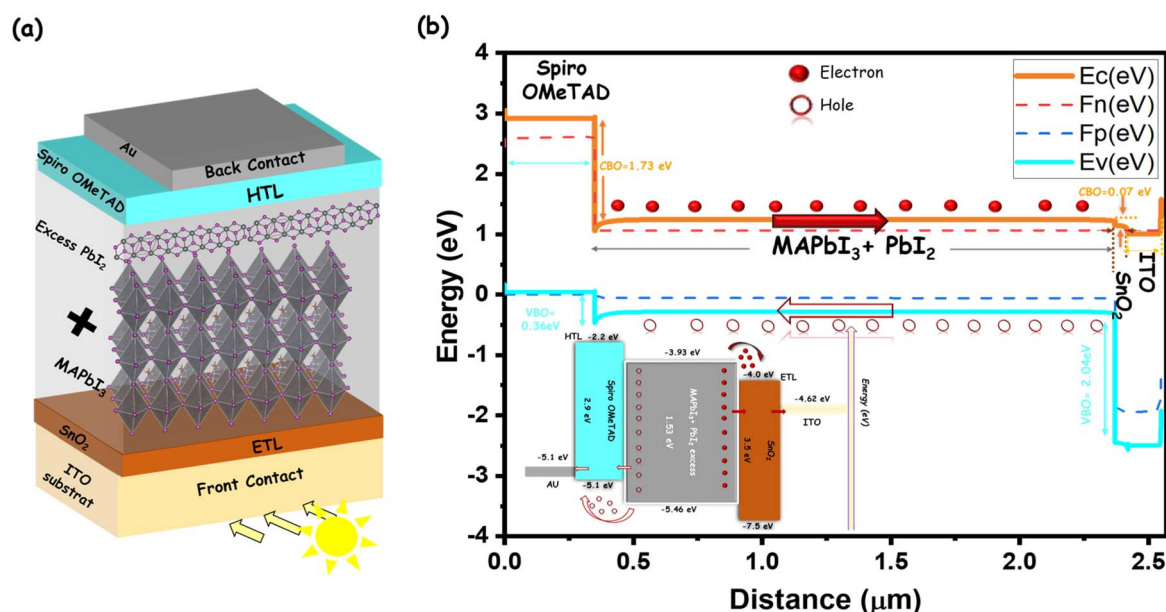 (a)
Au
Back Contact
Spiro OMeTAD
HTL
Excess PbI₂
MAPbI₃
SnO₂
ETL
ITO
substrat
Front Contact
(b)
Energy (eV)
4
3
2
1
0
-1
-2
-3
-4
0.0
0.5
1.0
1.5
2.0
2.5
Distance (μm)
Spiro
OMeTAD
Electron
Hole
Ec(eV)
Fn(eV)
Fp(eV)
Ev(eV)
CBO=1.73 eV
CBO=0.07 eV
MAPbI₃+ PbI₂
SnO₂
ITO
VBO=
0.36eV
VBO= 2.04eV
HTL
-2.2 eV
-3.93 eV
-4.0 eV
ETL
-4.62 eV
ITO
Energy (eV)
2.9 eV
Spiro OMeTAD
1.53 eV
MAPbI₃+ PbI₂ excess
3.5 eV
SnO₂
-5.1 eV
AU
-5.1 eV
-5.46 eV
-7.5 eV